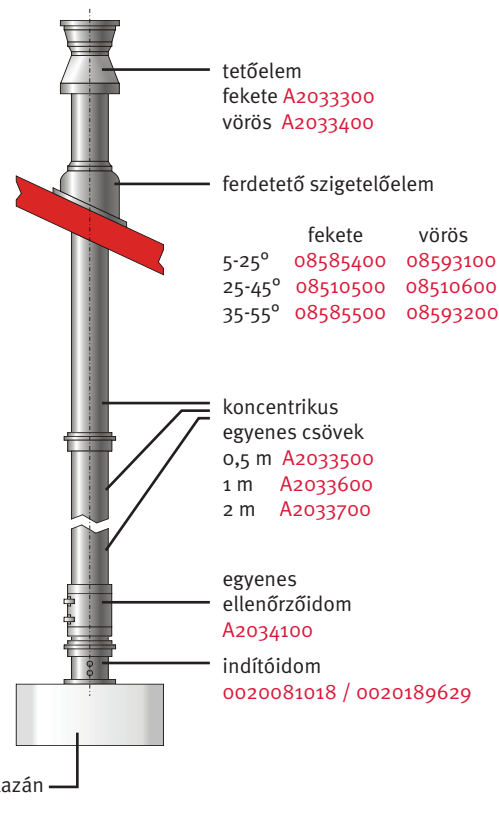 tetőelem
fekete A2033300
vörös A2033400
ferdetető szigetelőelem
fekete vörös
5-25° 08585400 08593100
25-45° 08510500 08510600
35-55° 08585500 08593200
koncentrikus
egyenes csövek
0,5 m A2033500
1 m A2033600
2 m A2033700
egyenes
ellenőrzőidom
A2034100
indítóidom
0020081018 / 0020189629
azán